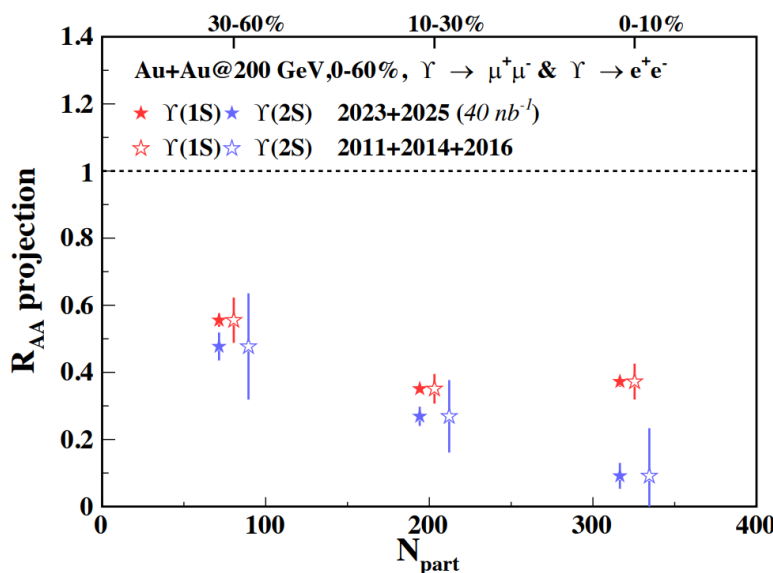 30-60% 10-30% 0-10%
1.4
Au+Au@200 GeV,0-60%, ϒ → μ⁺μ⁻ & ϒ → e⁺e⁻
1.2
★ ϒ(1S) ★ ϒ(2S) 2023+2025 (40 nb⁻¹)
☆ ϒ(1S) ☆ ϒ(2S) 2011+2014+2016
1
0.8
0.6
0.4
0.2
0
R_AA projection
0 100 200 300 400
N_part